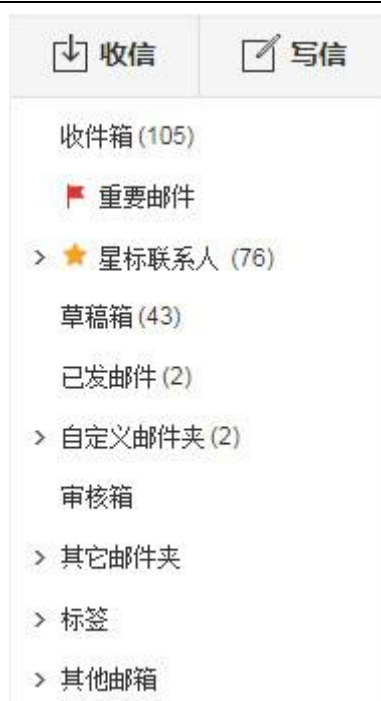 收信 写信
收件箱 (105)
重要邮件
星标联系人 (76)
草稿箱 (43)
已发邮件 (2)
自定义邮件夹 (2)
审核箱
其它邮件夹
标签
其他邮箱